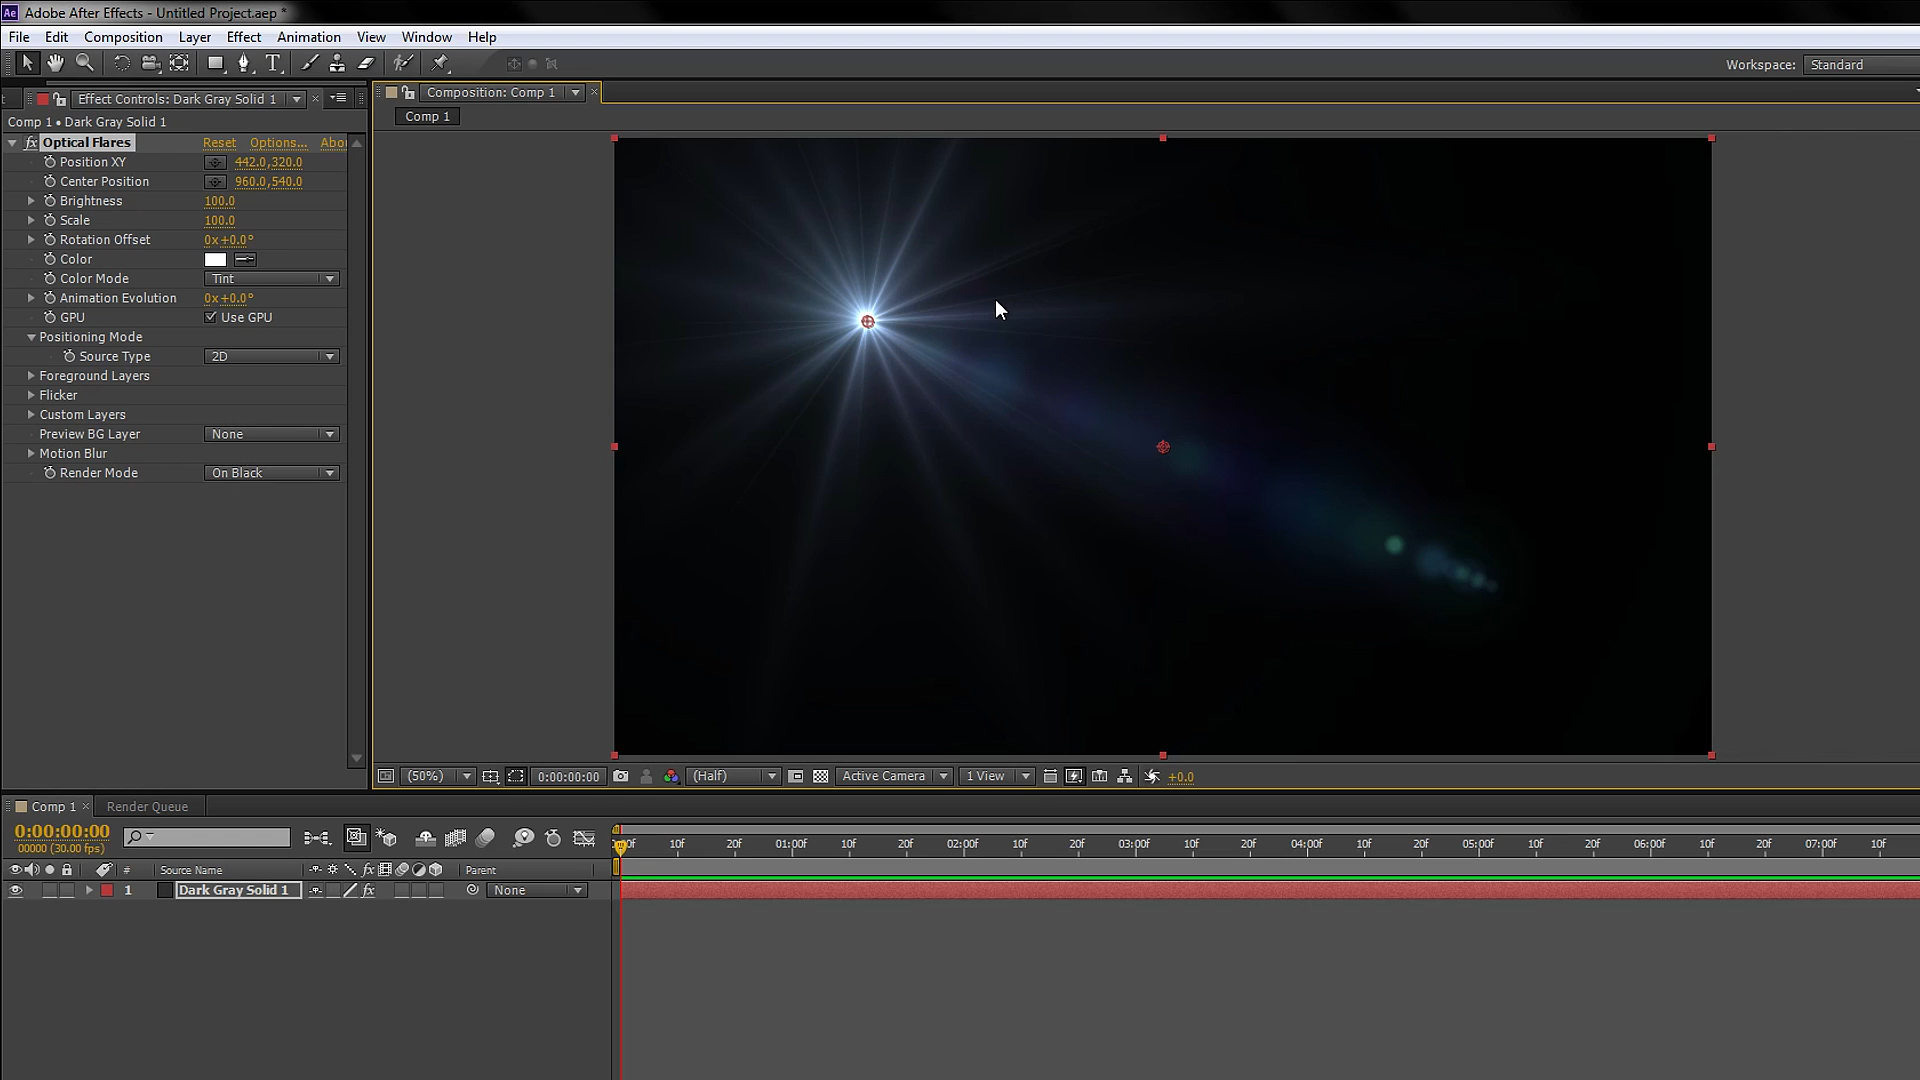 Adobe After Effects - Untitled Project.aep *
File Edit Composition Layer Effect Animation View Window Help
Workspace: Standard
Effect Controls: Dark Gray Solid 1
Composition: Comp 1
Comp 1
Comp 1 • Dark Gray Solid 1
fx Optical Flares Reset Options... Abou
Position XY 442.0,320.0
Center Position 960.0,540.0
Brightness 100.0
Scale 100.0
Rotation Offset 0x+0.0°
Color
Color Mode Tint
Animation Evolution 0x+0.0°
GPU Use GPU
Positioning Mode
Source Type 2D
Foreground Layers
Flicker
Custom Layers
Preview BG Layer None
Motion Blur
Render Mode On Black
(50%) 0:00:00:00 (Half) Active Camera 1 View +0.0
Comp 1 Render Queue
0:00:00:00
00000 (30.00 fps)
10f 20f 01:00f 10f 20f 02:00f 10f 20f 03:00f 10f 20f 04:00f 10f 20f 05:00f 10f 20f 06:00f 10f 20f 07:00f 10f
# Source Name fx Parent
1 Dark Gray Solid 1 fx None